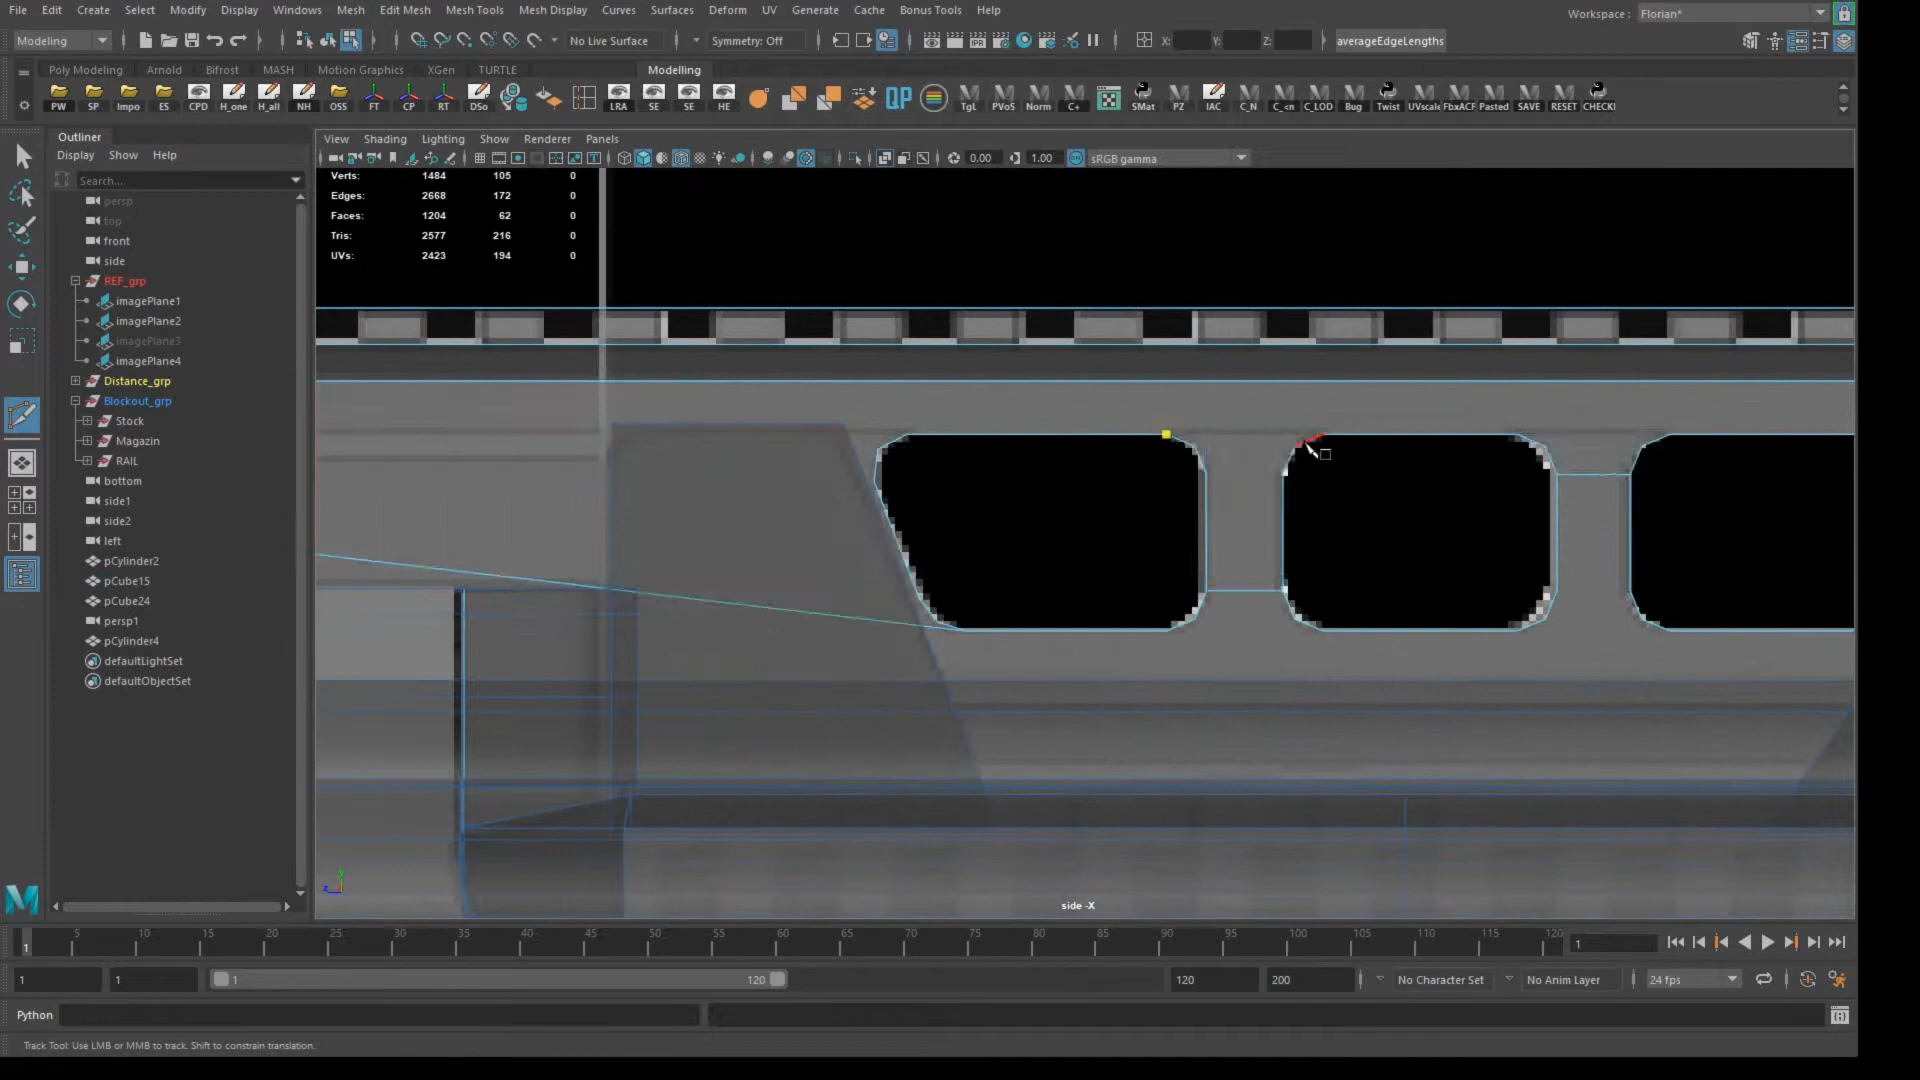 File Edit Create Select Modify Display Windows Mesh Edit Mesh Mesh Tools Mesh Display Curves Surfaces Deform UV Generate Cache Bonus Tools Help
Workspace : Florian*
Modeling No Live Surface Symmetry: Off X: Y: Z: averageEdgeLengths
Poly Modeling Arnold Bifrost MASH Motion Graphics XGen TURTLE Modelling
PW SP Impo ES CPD H_one H_all NH OSS FT CP RT DSo LRA SE SE HE QP TgL PVoS Norm C+ SMat PZ IAC C_N C_<n C_LOD Bug Twist UVscale FbxACF Pasted SAVE RESET CHECKI
Outliner
Display Show Help
Search...
persp
top
front
side
REF_grp
imagePlane1
imagePlane2
imagePlane3
imagePlane4
Distance_grp
Blockout_grp
Stock
Magazin
RAIL
bottom
side1
side2
left
pCylinder2
pCube15
pCube24
persp1
pCylinder4
defaultLightSet
defaultObjectSet
View Shading Lighting Show Renderer Panels
0.00 1.00 sRGB gamma
Verts: 1484 105 0
Edges: 2668 172 0
Faces: 1204 62 0
Tris: 2577 216 0
UVs: 2423 194 0
y
z
side -X
1 5 10 15 20 25 30 35 40 45 50 55 60 65 70 75 80 85 90 95 100 105 110 115 120 1
1 1 1 120 120 200 No Character Set No Anim Layer 24 fps
Python
Track Tool: Use LMB or MMB to track. Shift to constrain translation.